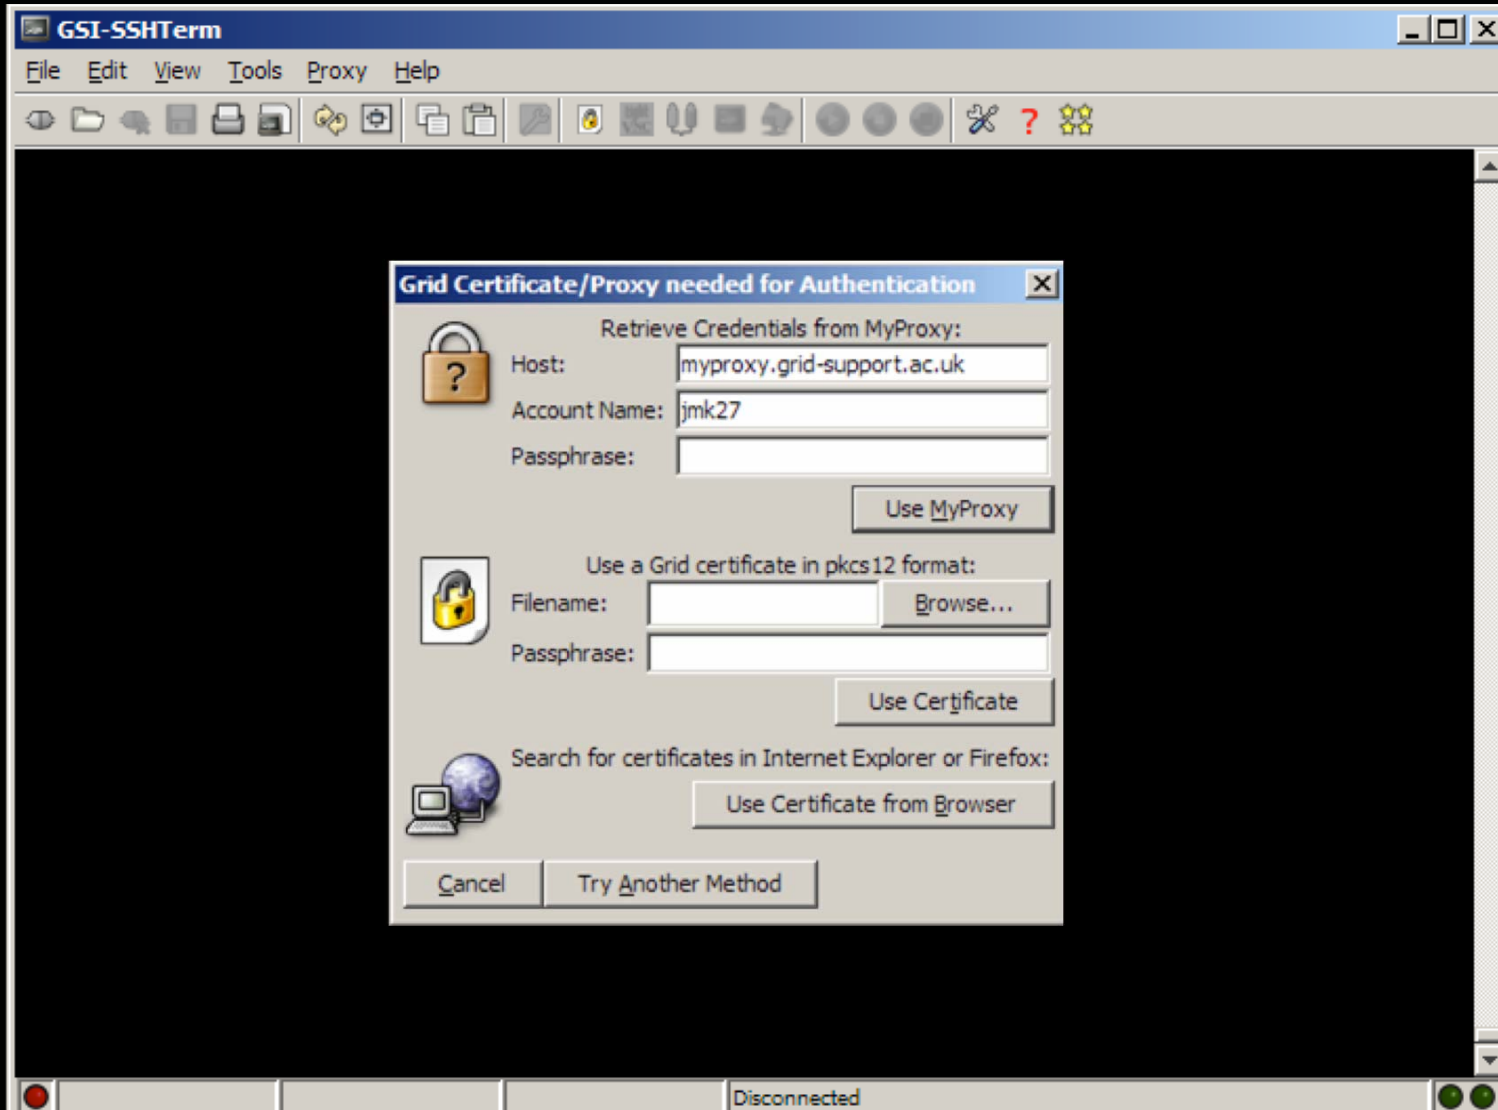 GSI-SSHTerm
File Edit View Tools Proxy Help
?
Grid Certificate/Proxy needed for Authentication
?
Retrieve Credentials from MyProxy:
Host: myproxy.grid-support.ac.uk
Account Name: jmk27
Passphrase:
Use MyProxy
Use a Grid certificate in pkcs12 format:
Filename: Browse...
Passphrase:
Use Certificate
Search for certificates in Internet Explorer or Firefox:
Use Certificate from Browser
Cancel Try Another Method
Disconnected